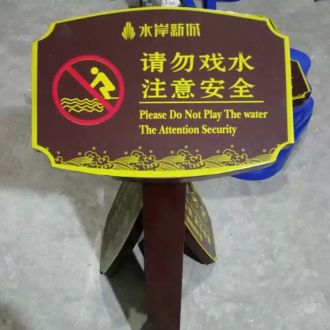 水岸新城
请勿戏水
注意安全
Please Do Not Play The water
The Attention Security